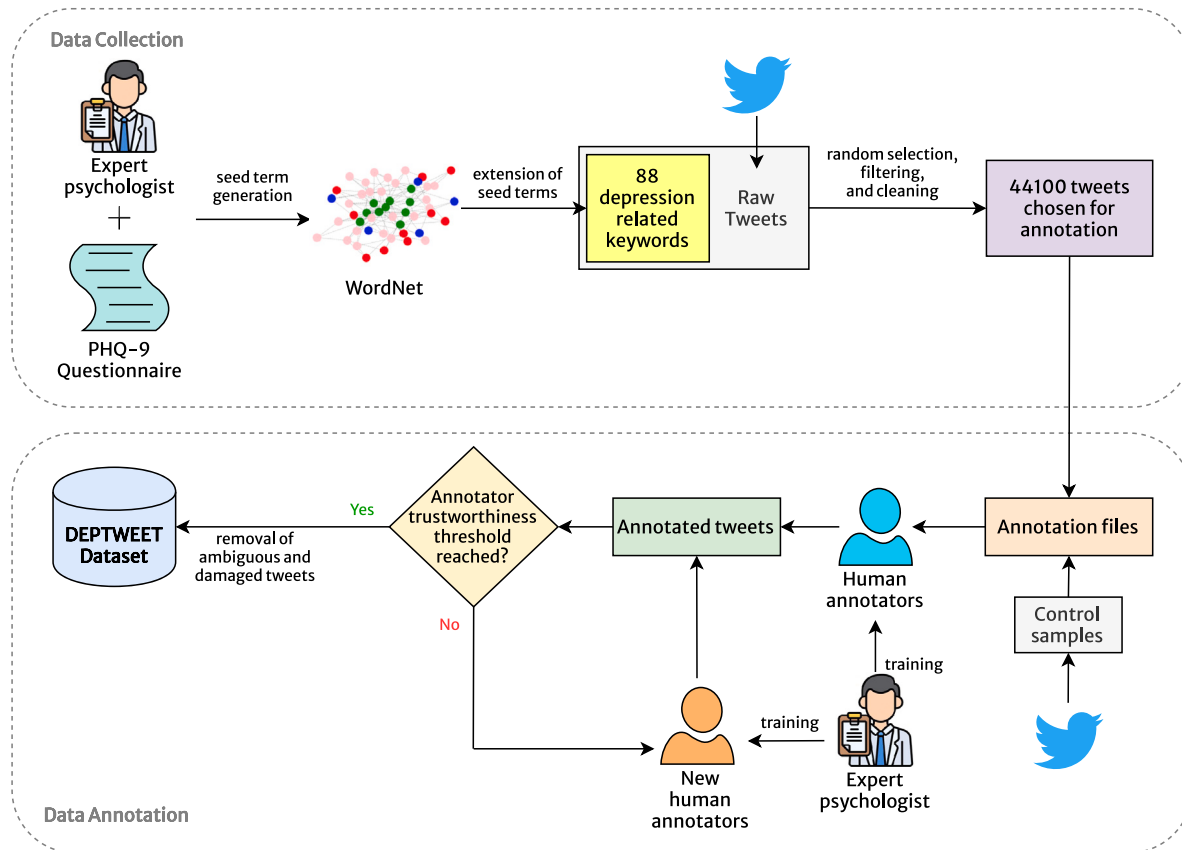 Data Collection
Expert
psychologist
PHQ-9
Questionnaire
seed term
generation
WordNet
extension of
seed terms
88
depression
related
keywords
Raw
Tweets
random selection,
filtering,
and cleaning
44100 tweets
chosen for
annotation
Annotation files
Control
samples
Human
annotators
training
Expert
psychologist
training
New
human
annotators
Annotated tweets
Annotator
trustworthiness
threshold
reached?
Yes
No
removal of
ambiguous and
damaged tweets
DEPTWEET
Dataset
Data Annotation